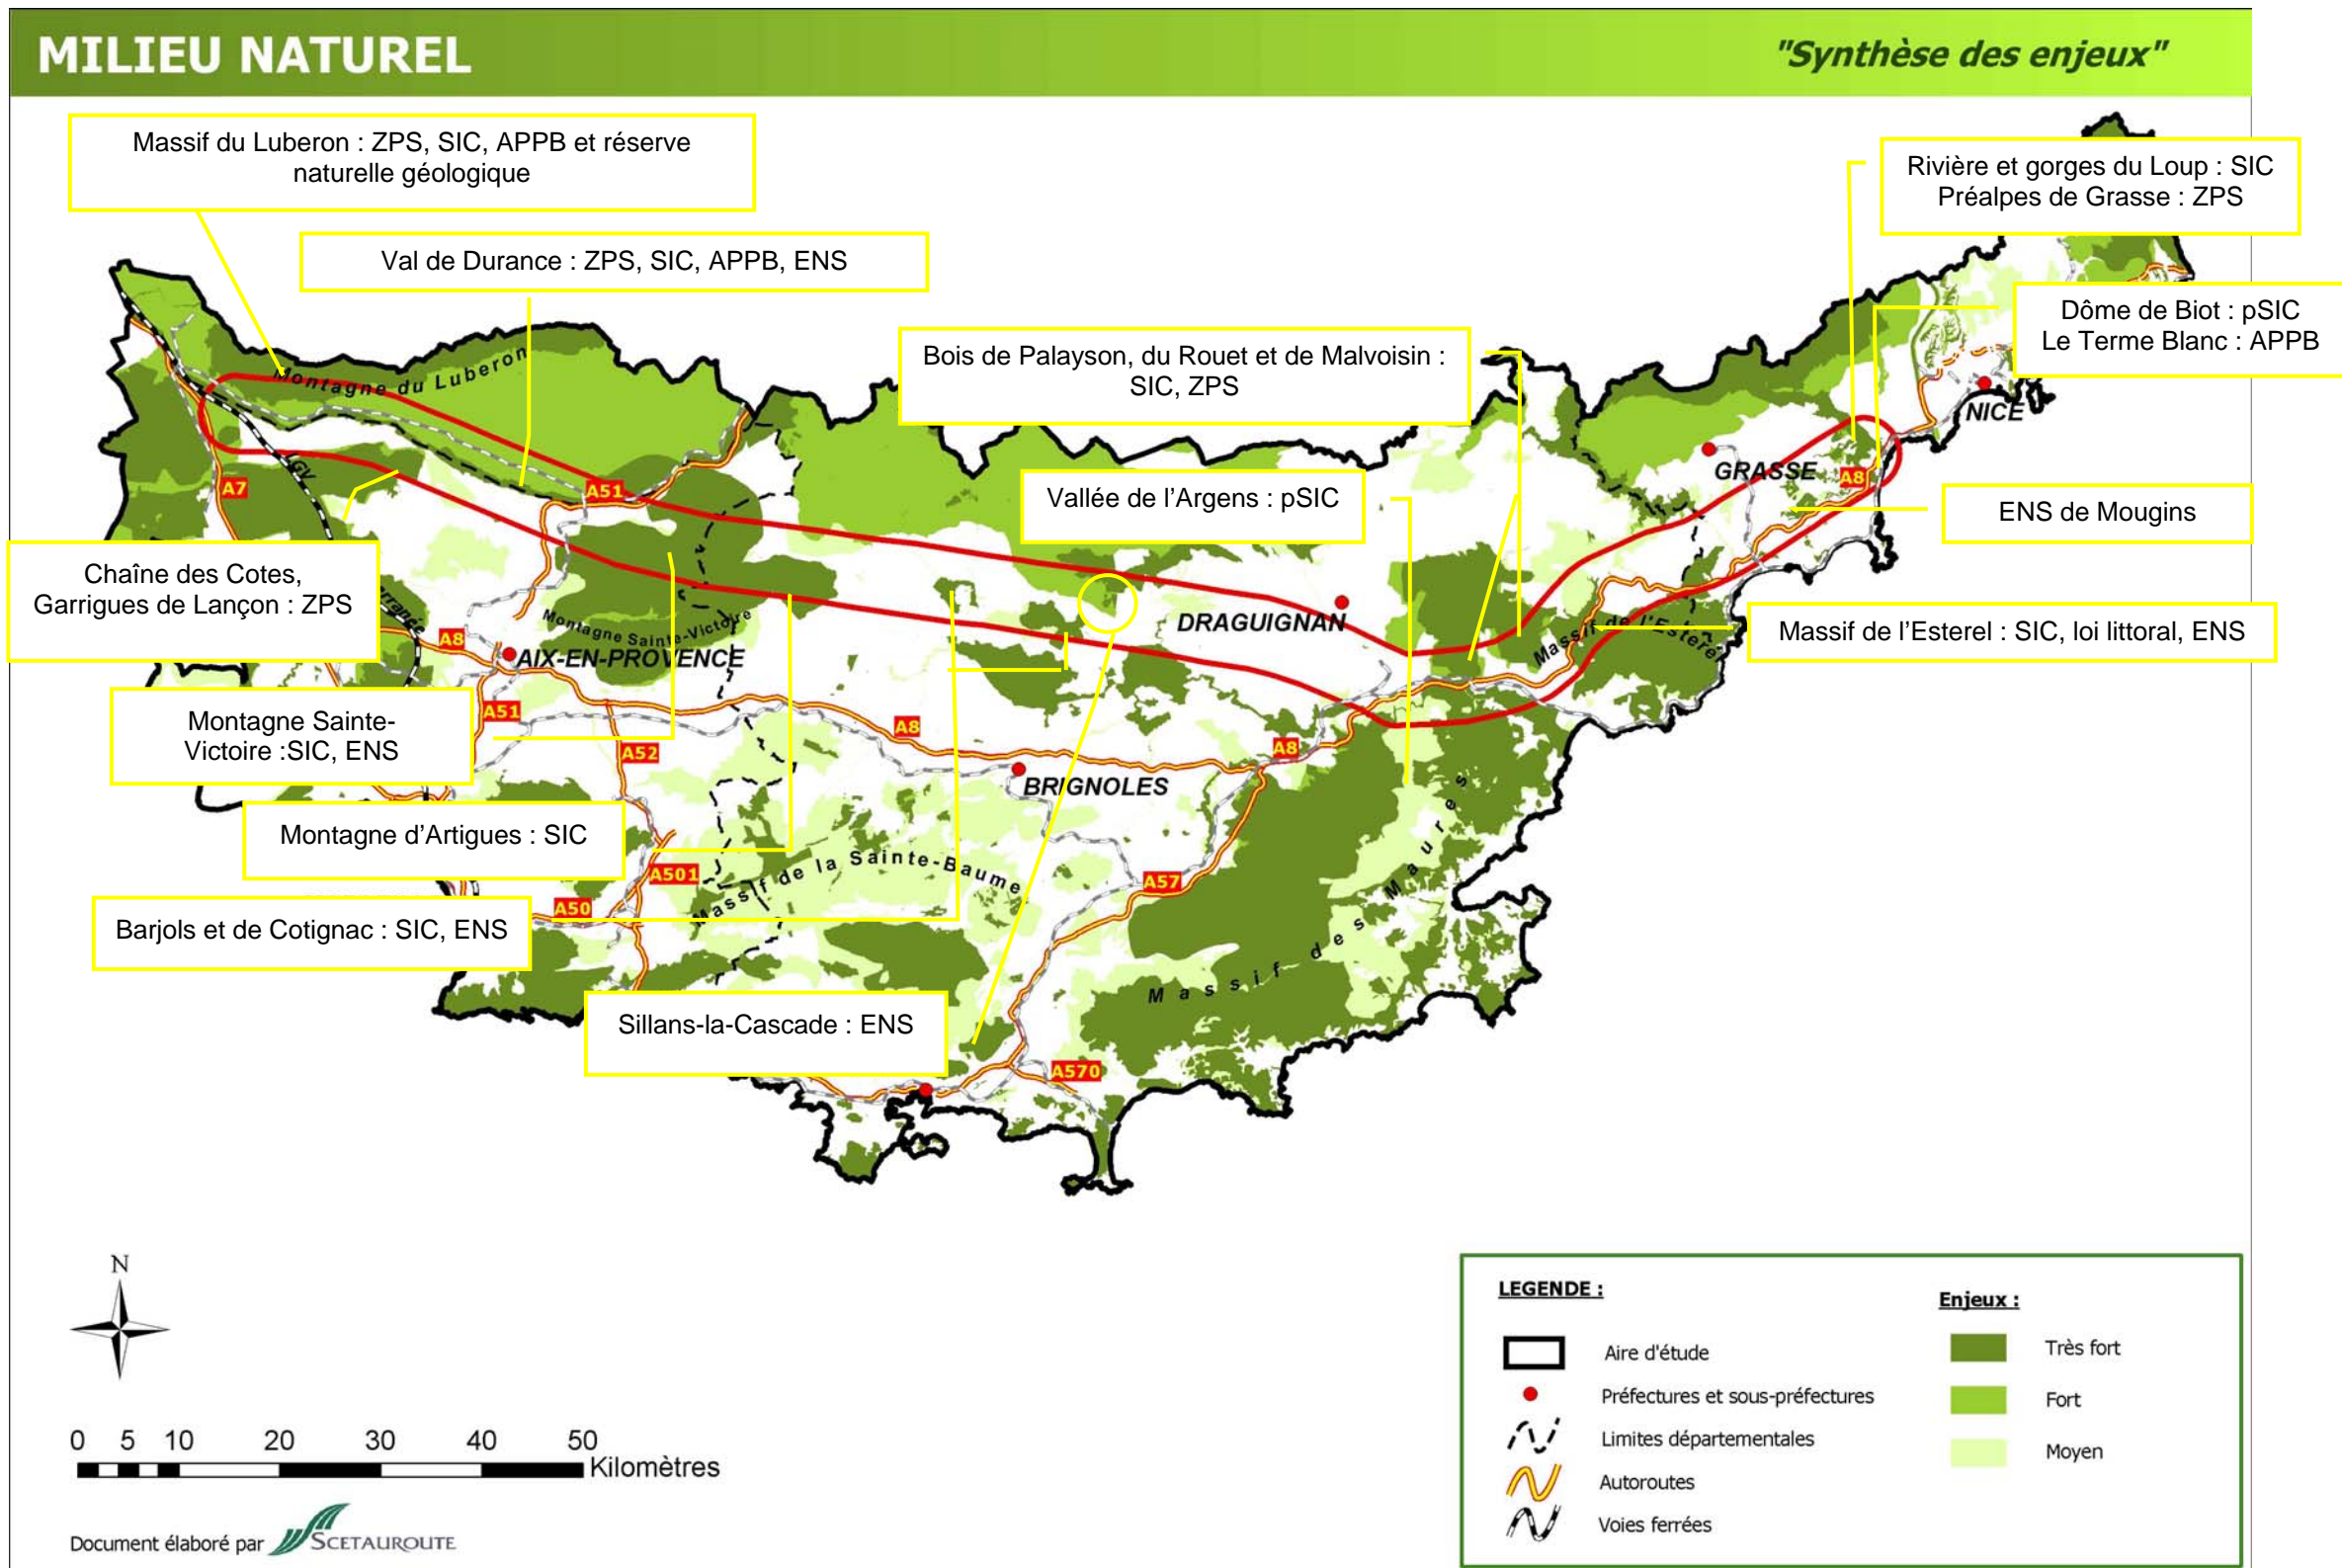 MILIEU NATUREL
"Synthèse des enjeux"
Massif du Luberon : ZPS, SIC, APPB et réserve
naturelle géologique
Rivière et gorges du Loup : SIC
Préalpes de Grasse : ZPS
Val de Durance : ZPS, SIC, APPB, ENS
Dôme de Biot : pSIC
Le Terme Blanc : APPB
Bois de Palayson, du Rouet et de Malvoisin :
SIC, ZPS
Montagne du Luberon
NICE
GRASSE
A8
A7
LGV
A51
Vallée de l'Argens : pSIC
ENS de Mougins
Chaîne des Cotes,
Garrigues de Lançon : ZPS
Montagne Sainte-Victoire
DRAGUIGNAN
Massif de l'Esterel
Massif de l'Esterel : SIC, loi littoral, ENS
A8
AIX-EN-PROVENCE
Montagne Sainte-
Victoire :SIC, ENS
A51
A52
A8
A8
BRIGNOLES
Montagne d'Artigues : SIC
Massif de la Sainte-Baume
A501
A57
A50
Massif des Maures
Barjols et de Cotignac : SIC, ENS
Sillans-la-Cascade : ENS
A570
N
0 5 10 20 30 40 50
Kilomètres
Document élaboré par SCETAUROUTE
LEGENDE :
Aire d'étude
Préfectures et sous-préfectures
Limites départementales
Autoroutes
Voies ferrées
Enjeux :
Très fort
Fort
Moyen